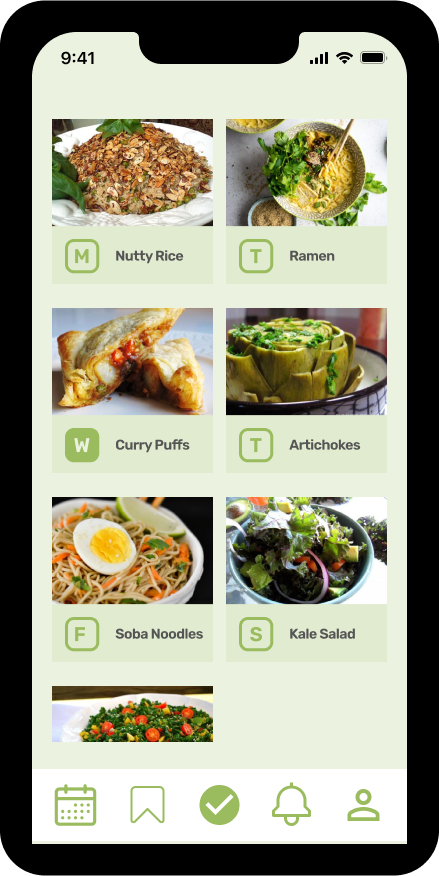 9:41
M Nutty Rice
T Ramen
W Curry Puffs
T Artichokes
F Soba Noodles
S Kale Salad